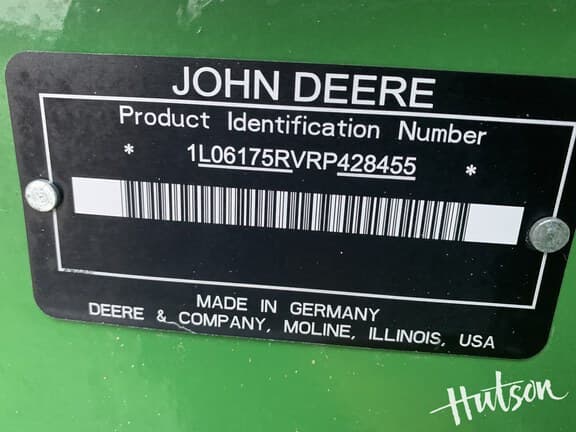 JOHN DEERE
Product Identification Number
* 1L06175RVRP428455 *
MADE IN GERMANY
DEERE & COMPANY, MOLINE, ILLINOIS, USA
Hutson